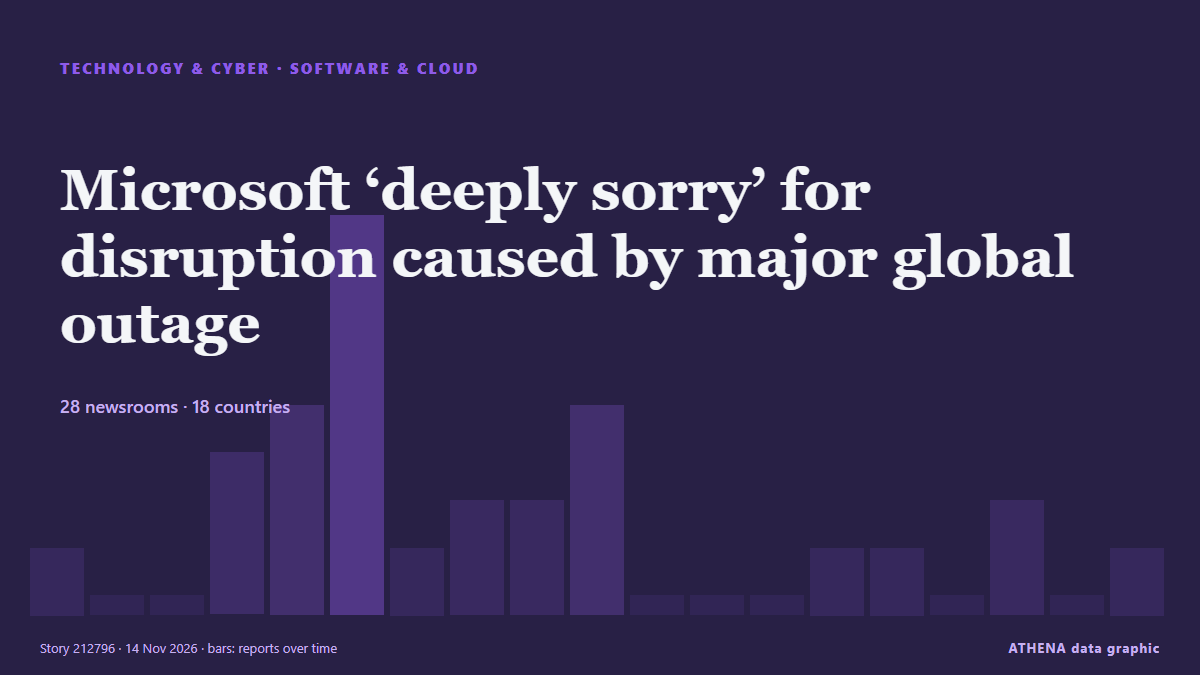 TECHNOLOGY & CYBER · SOFTWARE & CLOUD
Microsoft ‘deeply sorry’ for
disruption caused by major global
outage
28 newsrooms · 18 countries
Story 212796 · 14 Nov 2026 · bars: reports over time
ATHENA data graphic